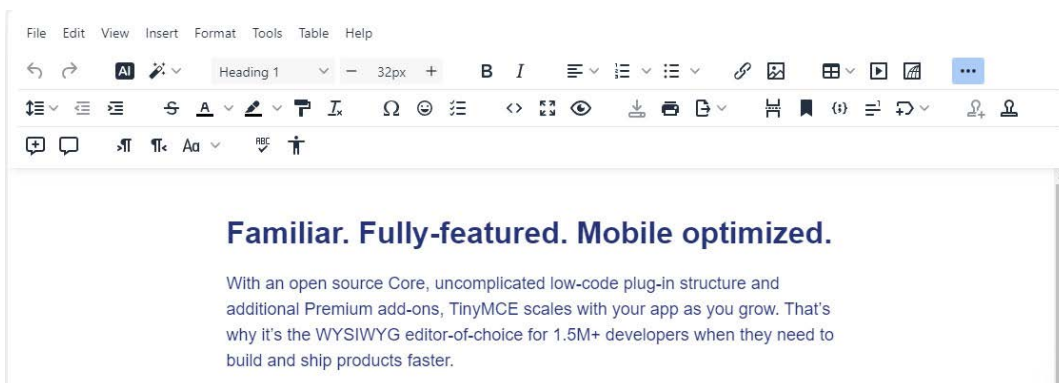 File Edit View Insert Format Tools Table Help
AI Heading 1 − 32px + B I
S A Ω
¶ ¶ Aa ABC
Familiar. Fully-featured. Mobile optimized.
With an open source Core, uncomplicated low-code plug-in structure and
additional Premium add-ons, TinyMCE scales with your app as you grow. That's
why it's the WYSIWYG editor-of-choice for 1.5M+ developers when they need to
build and ship products faster.